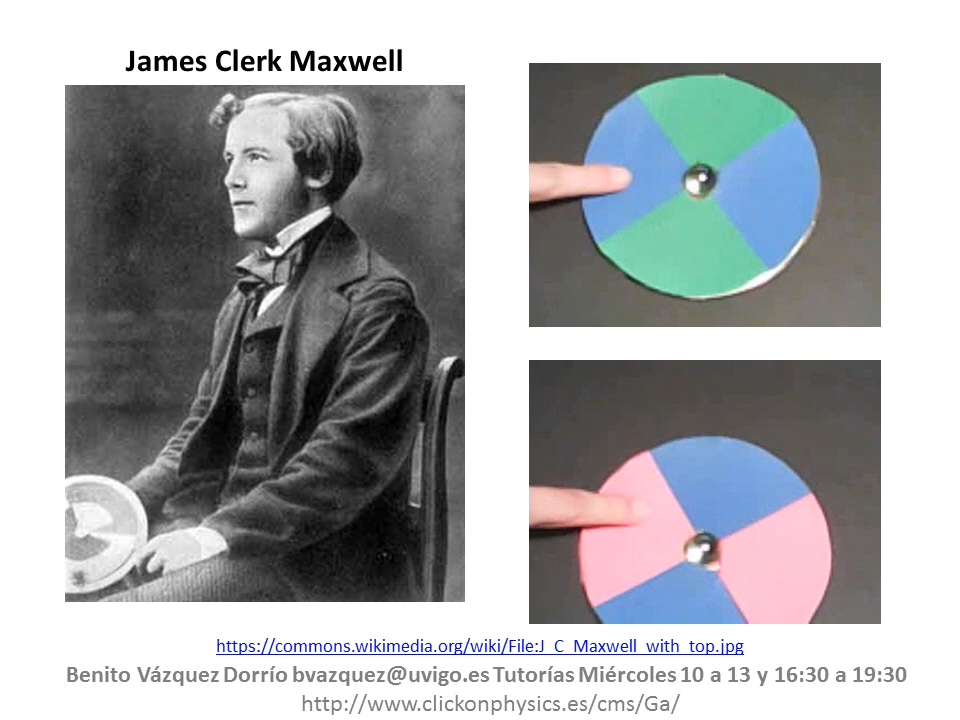 James Clerk Maxwell
https://commons.wikimedia.org/wiki/File:J_C_Maxwell_with_top.jpg
Benito Vázquez Dorrío bvazquez@uvigo.es Tutorías Miércoles 10 a 13 y 16:30 a 19:30
http://www.clickonphysics.es/cms/Ga/